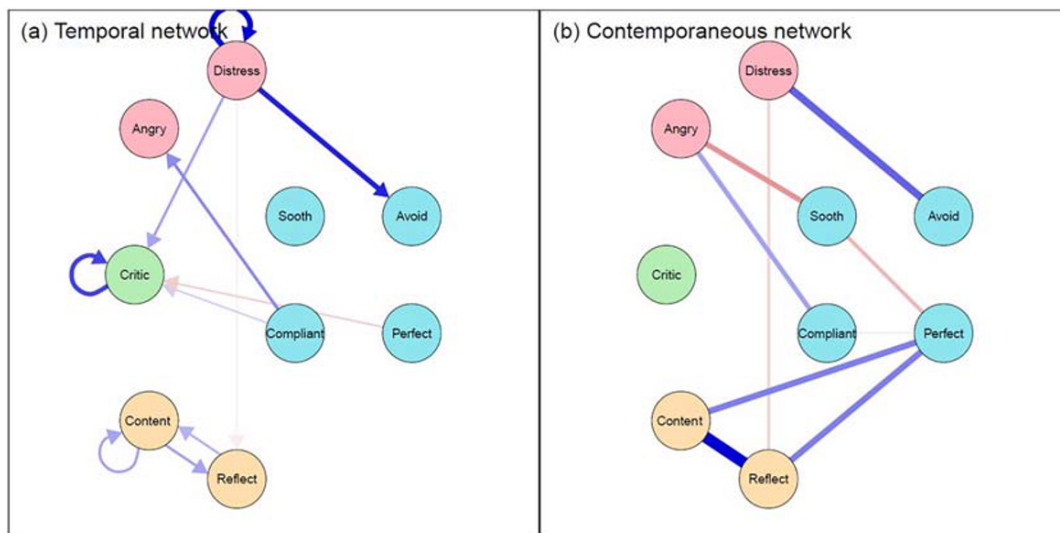 (a) Temporal network
Distress
Angry
Sooth
Avoid
Critic
Compliant
Perfect
Content
Reflect
(b) Contemporaneous network
Distress
Angry
Sooth
Avoid
Critic
Compliant
Perfect
Content
Reflect